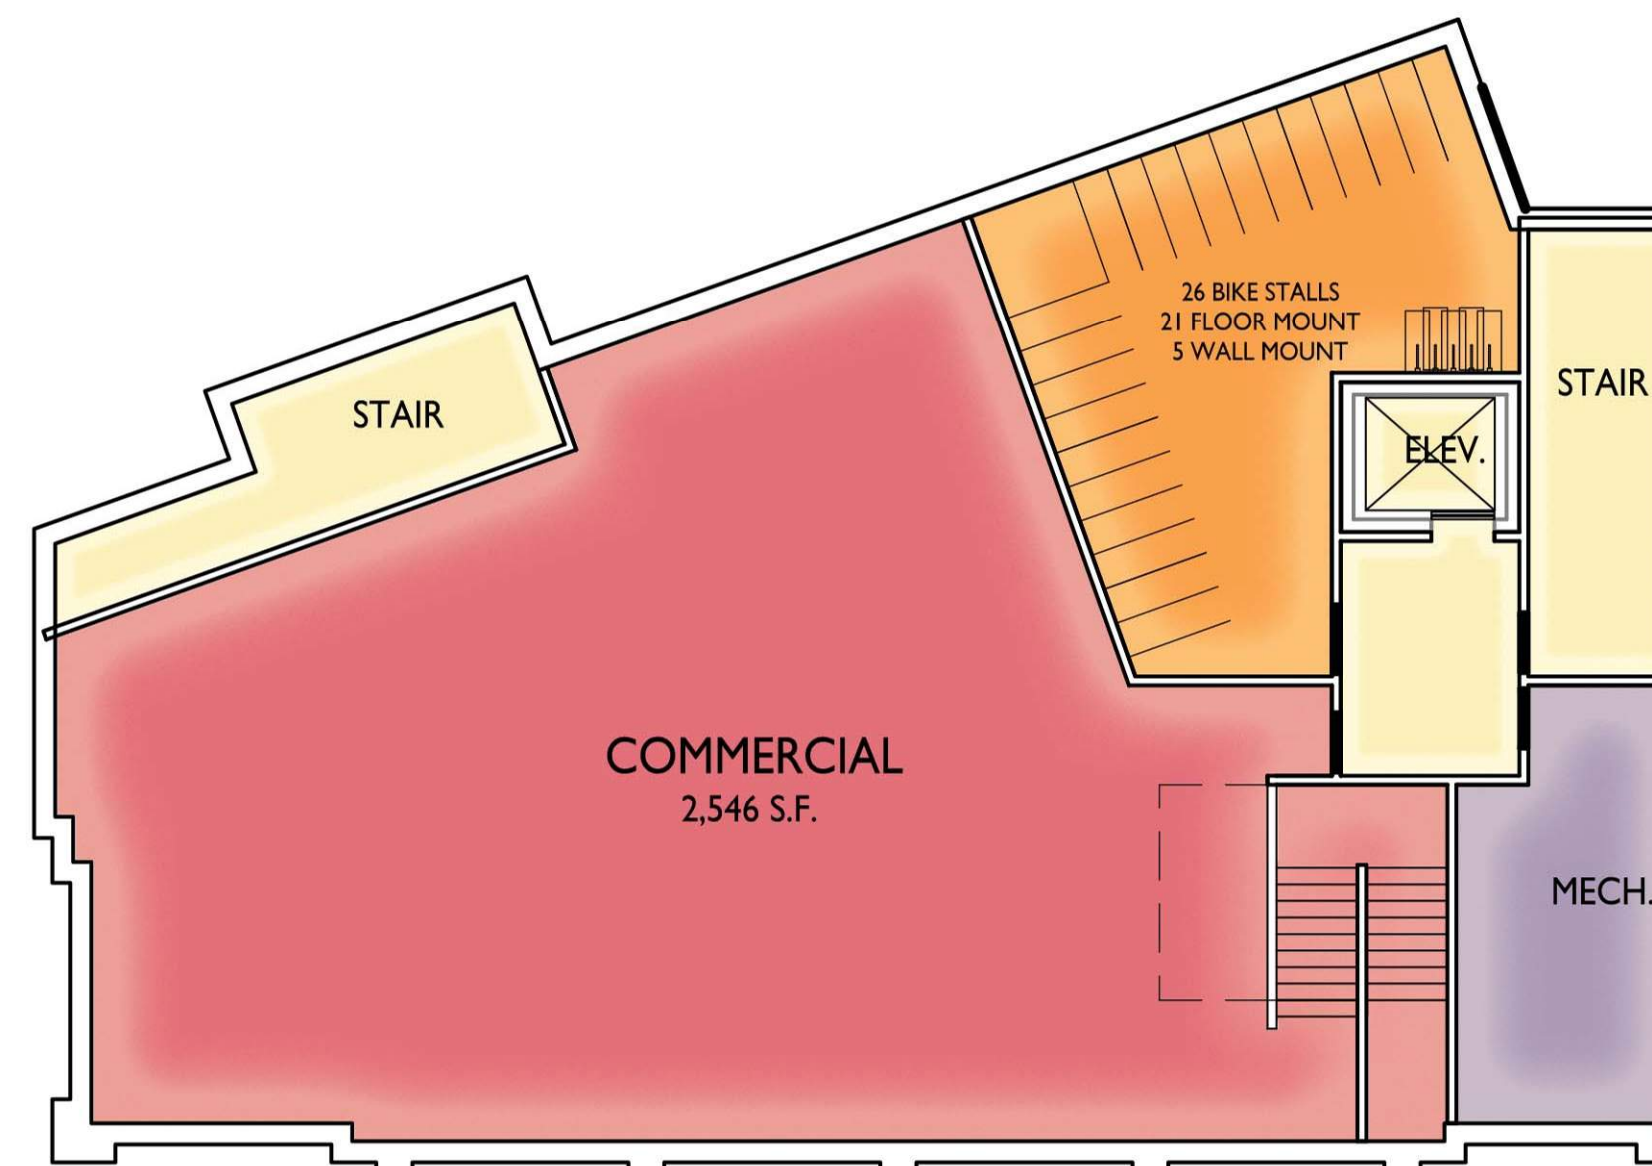 26 BIKE STALLS
21 FLOOR MOUNT
5 WALL MOUNT
STAIR
STAIR
ELEV.
COMMERCIAL
2,546 S.F.
MECH.